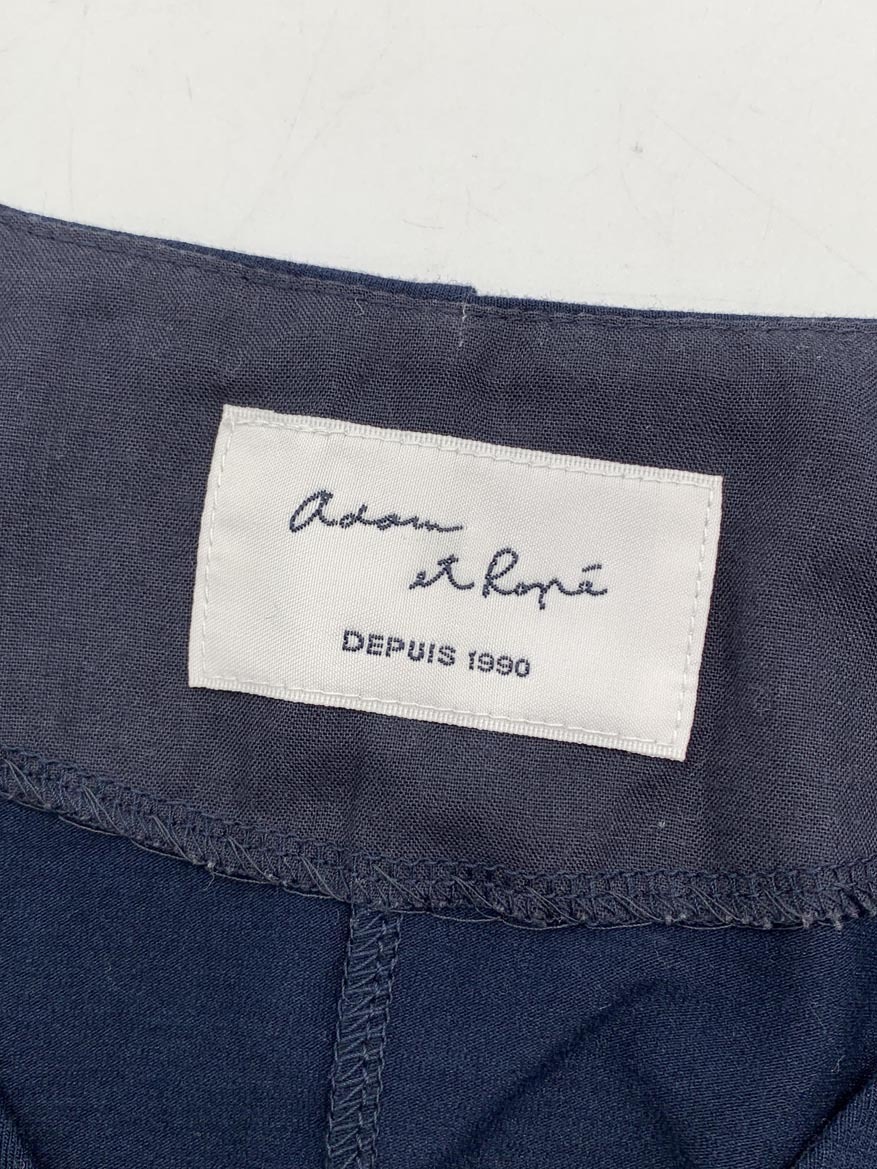 Adam
et Ropé
DEPUIS 1990